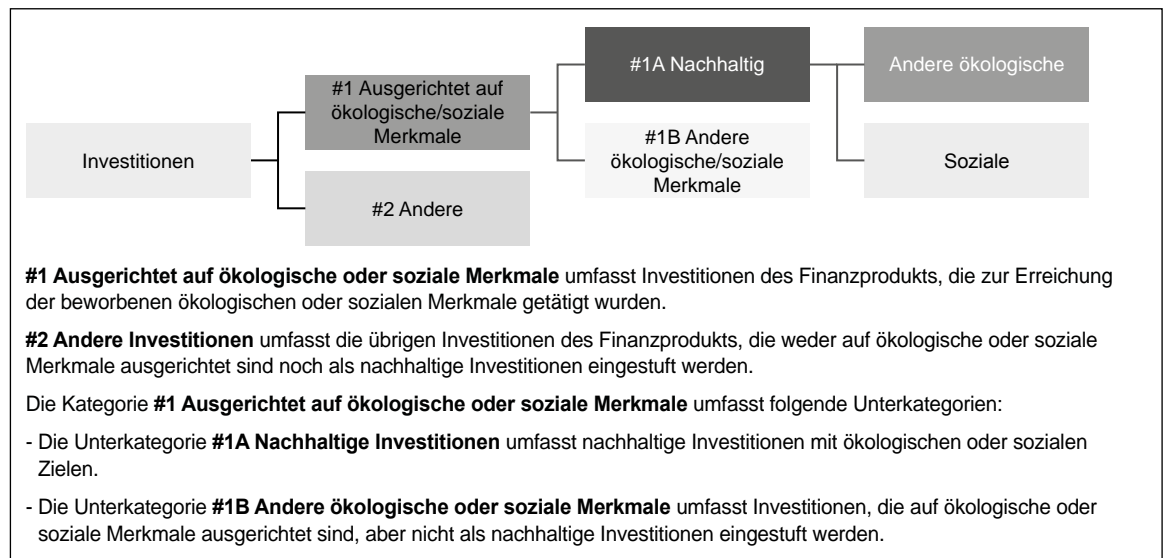 Investitionen
#1 Ausgerichtet auf
ökologische/soziale
Merkmale
#2 Andere
#1A Nachhaltig
#1B Andere
ökologische/soziale
Merkmale
Andere ökologische
Soziale
#1 Ausgerichtet auf ökologische oder soziale Merkmale umfasst Investitionen des Finanzprodukts, die zur Erreichung
der beworbenen ökologischen oder sozialen Merkmale getätigt wurden.
#2 Andere Investitionen umfasst die übrigen Investitionen des Finanzprodukts, die weder auf ökologische oder soziale
Merkmale ausgerichtet sind noch als nachhaltige Investitionen eingestuft werden.
Die Kategorie #1 Ausgerichtet auf ökologische oder soziale Merkmale umfasst folgende Unterkategorien:
- Die Unterkategorie #1A Nachhaltige Investitionen umfasst nachhaltige Investitionen mit ökologischen oder sozialen
Zielen.
- Die Unterkategorie #1B Andere ökologische oder soziale Merkmale umfasst Investitionen, die auf ökologische oder
soziale Merkmale ausgerichtet sind, aber nicht als nachhaltige Investitionen eingestuft werden.